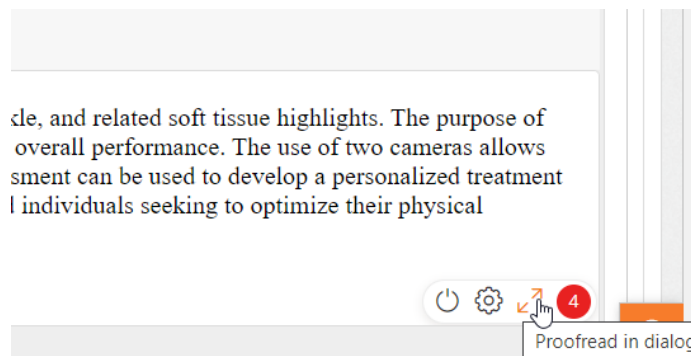 kle, and related soft tissue highlights. The purpose of
overall performance. The use of two cameras allows
sment can be used to develop a personalized treatment
individuals seeking to optimize their physical
4
Proofread in dialog